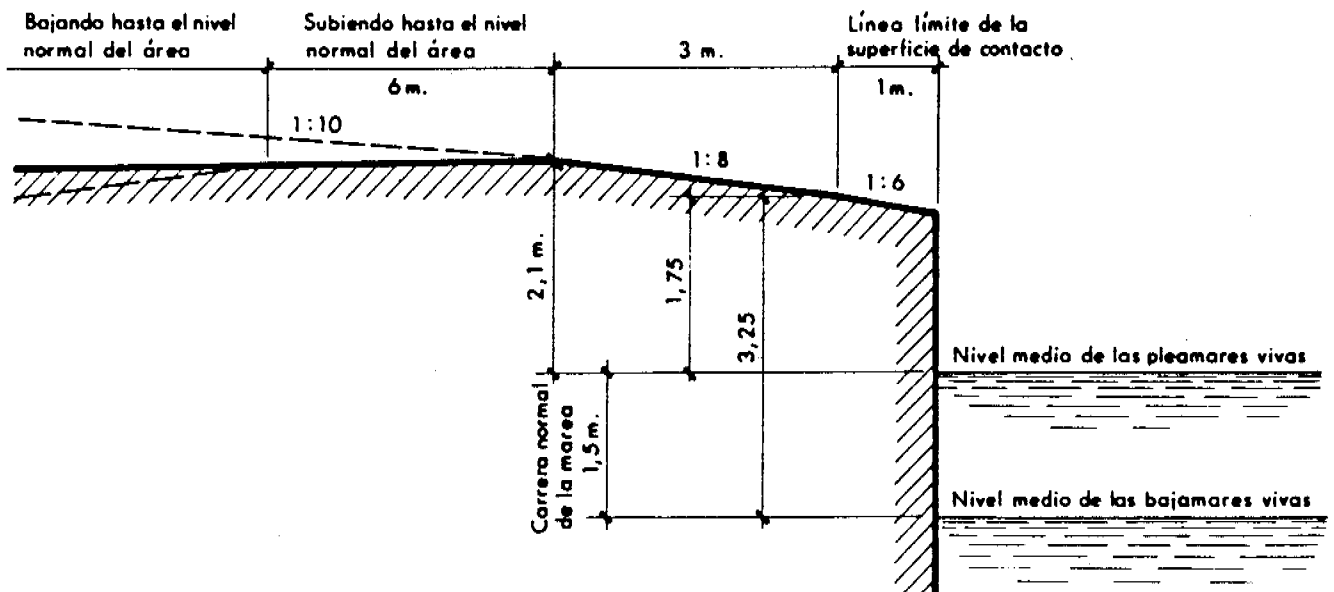 Bajando hasta el nivel
normal del área
Subiendo hasta el nivel
normal del área
Línea límite de la
superficie de contacto
3 m.
6 m.
1 m.
1:10
1:8
1:6
2,1 m.
1,75
3,25
Nivel medio de las pleamares vivas
Carrera normal
de la marea
1,5 m.
Nivel medio de las bajamares vivas